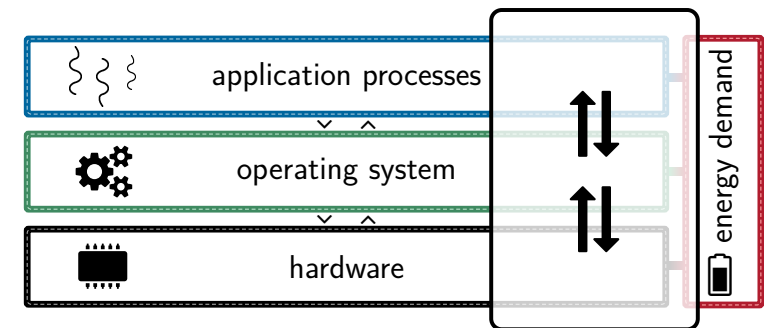 application processes
operating system
hardware
energy demand